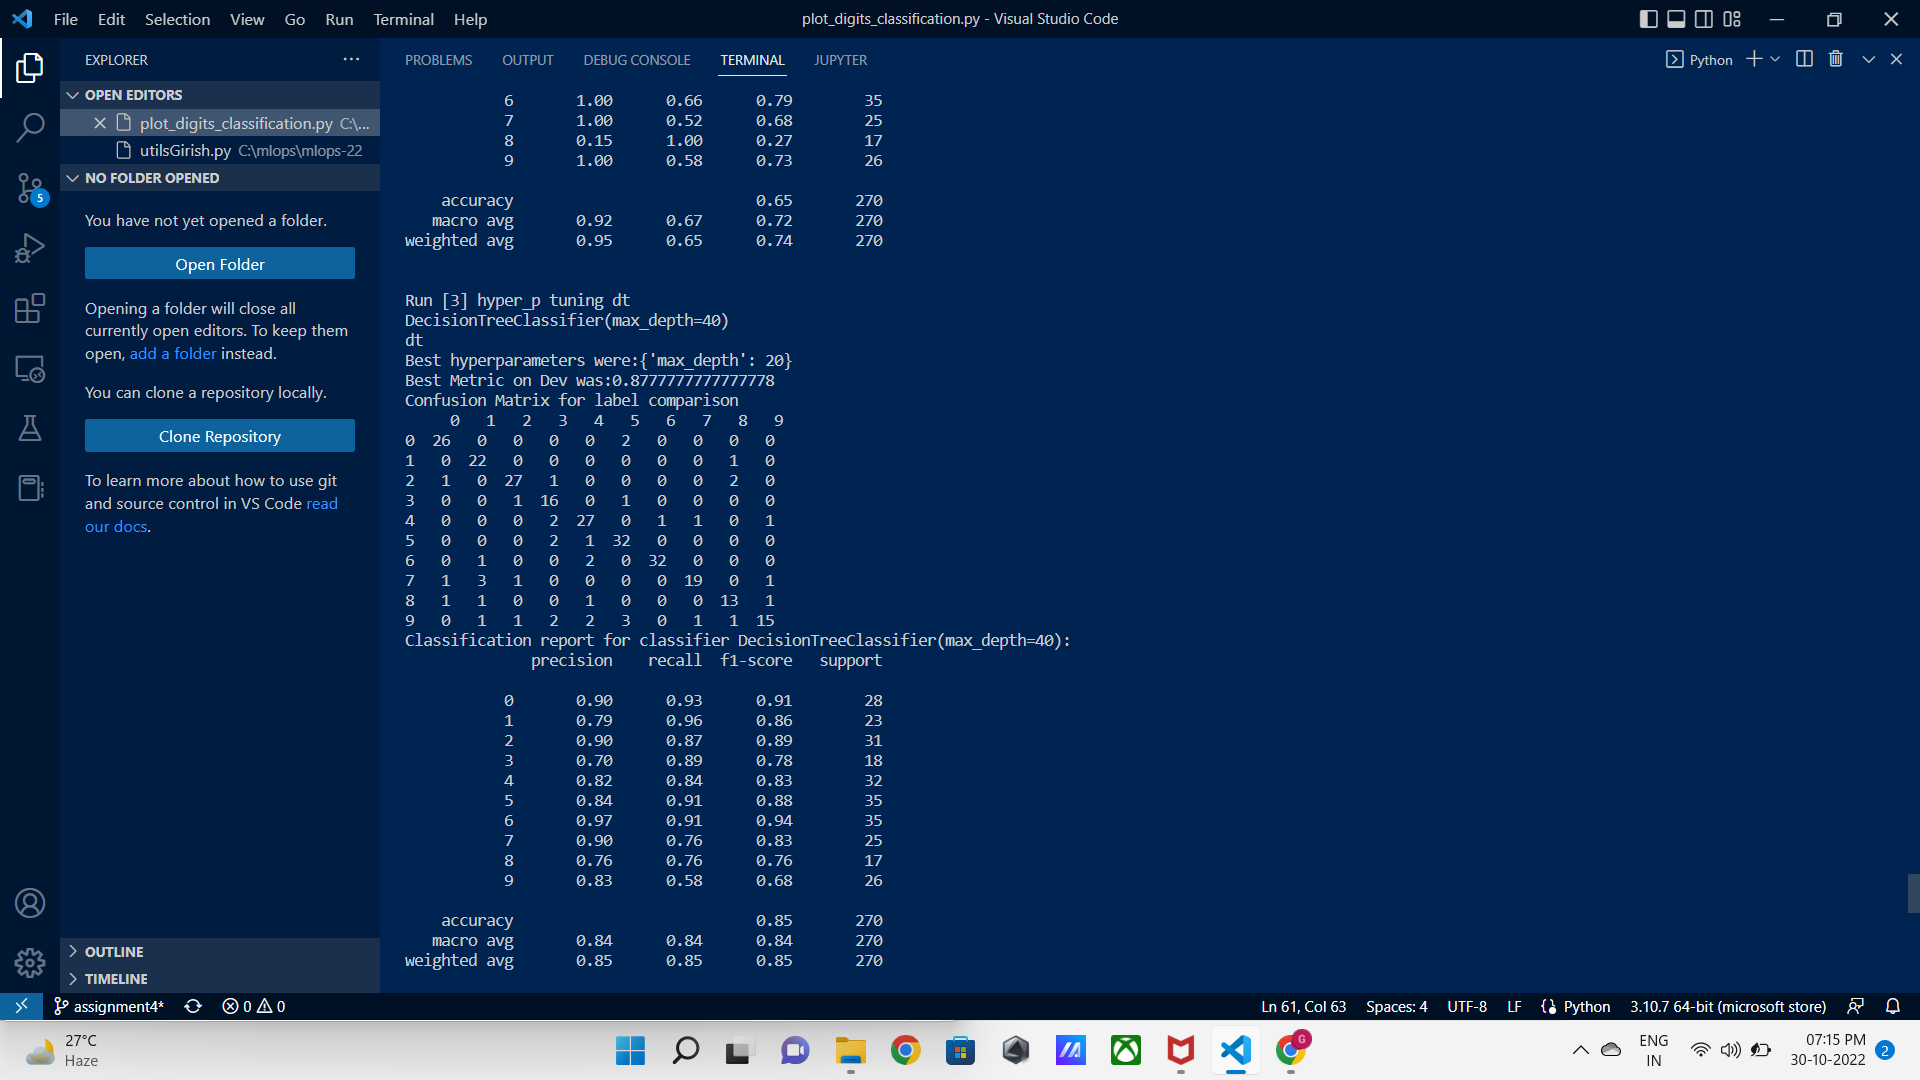 File Edit Selection View Go Run Terminal Help
plot_digits_classification.py - Visual Studio Code
EXPLORER
OPEN EDITORS
plot_digits_classification.py C:\...
utilsGirish.py C:\mlops\mlops-22
NO FOLDER OPENED
You have not yet opened a folder.
Open Folder
Opening a folder will close all
currently open editors. To keep them
open, add a folder instead.
You can clone a repository locally.
Clone Repository
To learn more about how to use git
and source control in VS Code read
our docs.
OUTLINE
TIMELINE
5
PROBLEMS OUTPUT DEBUG CONSOLE TERMINAL JUPYTER
Python
6 1.00 0.66 0.79 35
7 1.00 0.52 0.68 25
8 0.15 1.00 0.27 17
9 1.00 0.58 0.73 26
accuracy 0.65 270
macro avg 0.92 0.67 0.72 270
weighted avg 0.95 0.65 0.74 270
Run [3] hyper_p tuning dt
DecisionTreeClassifier(max_depth=40)
dt
Best hyperparameters were:{'max_depth': 20}
Best Metric on Dev was:0.8777777777777778
Confusion Matrix for label comparison
0 1 2 3 4 5 6 7 8 9
0 26 0 0 0 0 2 0 0 0 0
1 0 22 0 0 0 0 0 0 1 0
2 1 0 27 1 0 0 0 0 2 0
3 0 0 1 16 0 1 0 0 0 0
4 0 0 0 2 27 0 1 1 0 1
5 0 0 0 2 1 32 0 0 0 0
6 0 1 0 0 2 0 32 0 0 0
7 1 3 1 0 0 0 0 19 0 1
8 1 1 0 0 1 0 0 0 13 1
9 0 1 1 2 2 3 0 1 1 15
Classification report for classifier DecisionTreeClassifier(max_depth=40):
precision recall f1-score support
0 0.90 0.93 0.91 28
1 0.79 0.96 0.86 23
2 0.90 0.87 0.89 31
3 0.70 0.89 0.78 18
4 0.82 0.84 0.83 32
5 0.84 0.91 0.88 35
6 0.97 0.91 0.94 35
7 0.90 0.76 0.83 25
8 0.76 0.76 0.76 17
9 0.83 0.58 0.68 26
accuracy 0.85 270
macro avg 0.84 0.84 0.84 270
weighted avg 0.85 0.85 0.85 270
assignment4* 0 0
Ln 61, Col 63 Spaces: 4 UTF-8 LF Python 3.10.7 64-bit (microsoft store)
27°C
Haze
G
ENG
IN
07:15 PM
30-10-2022
2